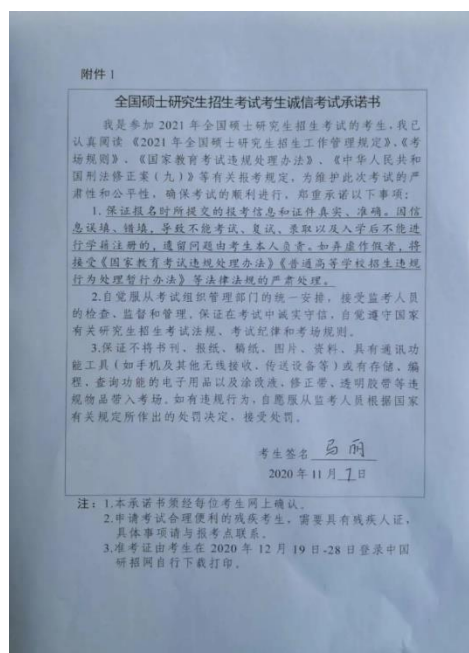 附件 1
全国硕士研究生招生考试考生诚信考试承诺书
我是参加 2021 年全国硕士研究生招生考试的考生,我已
认真阅读《2021 年全国硕士研究生招生工作管理规定》、《考
场规则》、《国家教育考试违规处理办法》、《中华人民共和
国刑法修正案(九)》等有关报考规定,为维护此次考试的严
肃性和公平性,确保考试的顺利进行,郑重承诺以下事项:
1.保证报名时所提交的报考信息和证件真实、准确。因信
息误填、错填,导致不能考试、复试、录取以及入学后不能进
行学籍注册的,遗留问题由考生本人负责。如弄虚作假者,将
接受《国家教育考试违规处理办法》《普通高等学校招生违规
行为处理暂行办法》等法律法规的严肃处理。
2.自觉服从考试组织管理部门的统一安排,接受监考人员
的检查、监督和管理。保证在考试中诚实守信,自觉遵守国家
有关研究生招生考试法规、考试纪律和考场规则。
3.保证不将书刊、报纸、稿纸、图片、资料、具有通讯功
能工具(如手机及其他无线接收、传送设备等)或有存储、编
程、查询功能的电子用品以及涂改液、修正带、透明胶带等违
规物品带入考场。如有违规行为,自愿服从监考人员根据国家
有关规定所作出的处罚决定,接受处罚。
考生签名 马丽
2020 年 11 月 1 日
注:1.本承诺书须经每位考生网上确认。
2.申请考试合理便利的残疾考生,需要具有残疾人证,
具体事项请与报考点联系。
3.准考证由考生在 2020 年 12 月 19 日-28 日登录中国
研招网自行下载打印。